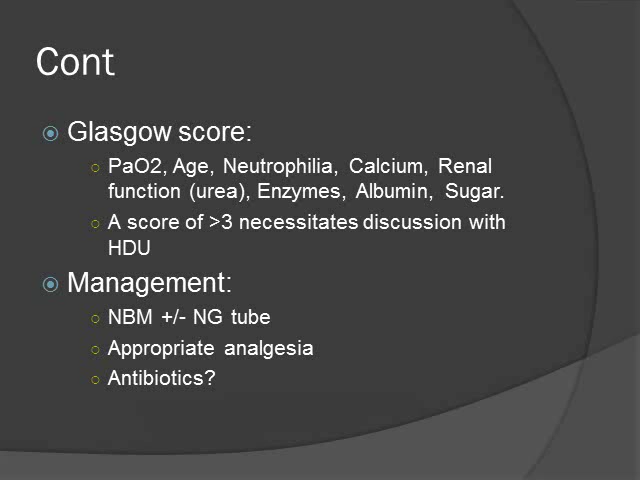 Cont
Glasgow score:
PaO2, Age, Neutrophilia, Calcium, Renal
function (urea), Enzymes, Albumin, Sugar.
A score of >3 necessitates discussion with
HDU
Management:
NBM +/- NG tube
Appropriate analgesia
Antibiotics?